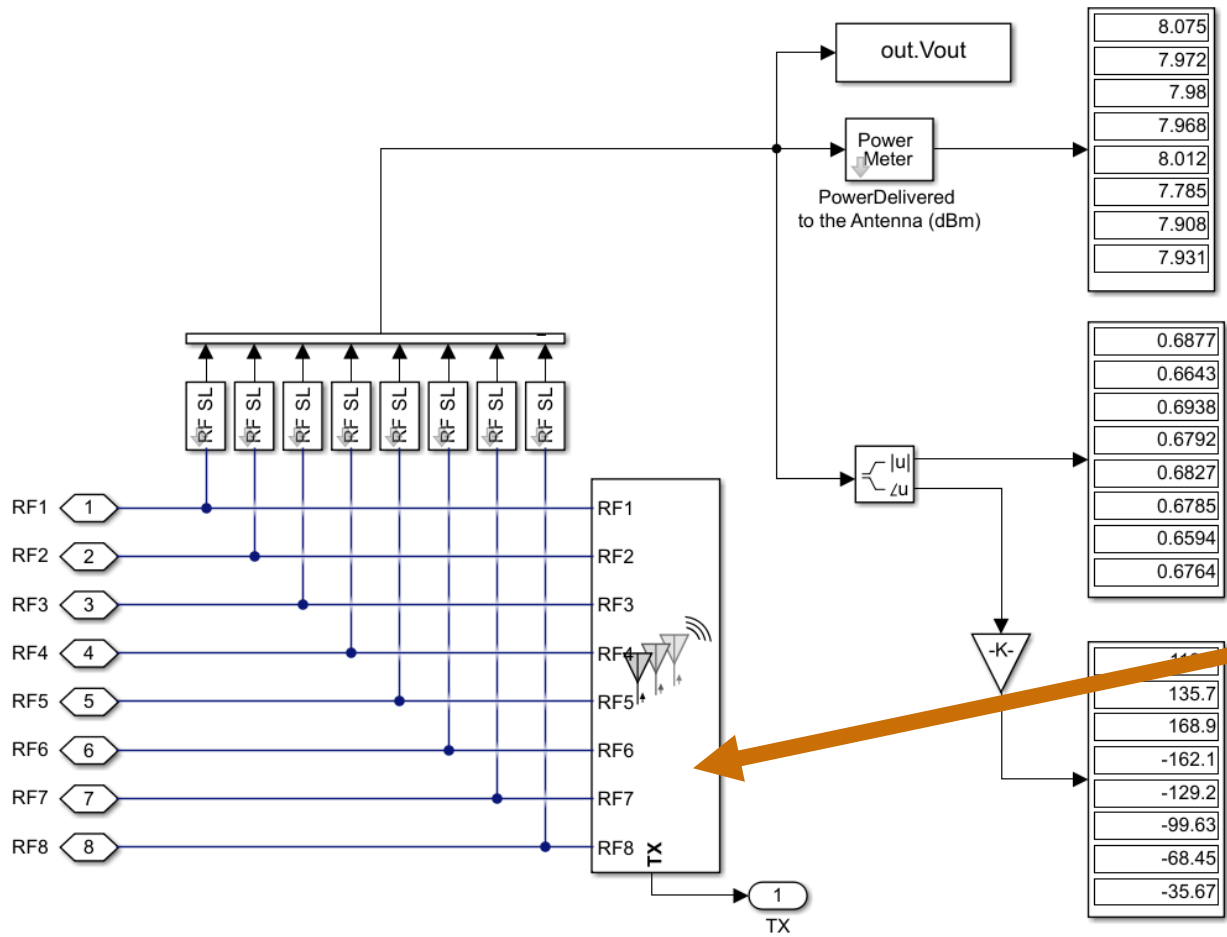 out.Vout
Power
Meter
PowerDelivered
to the Antenna (dBm)
8.075
7.972
7.98
7.968
8.012
7.785
7.908
7.931
RF SL
RF SL
RF SL
RF SL
RF SL
RF SL
RF SL
RF SL
|u|
∠u
0.6877
0.6643
0.6938
0.6792
0.6827
0.6785
0.6594
0.6764
RF1 1 RF1
RF2 2 RF2
RF3 3 RF3
RF4 4 RF4
RF5 5 RF5
RF6 6 RF6
RF7 7 RF7
RF8 8 RF8
TX
1
TX
-K-
135.7
168.9
-162.1
-129.2
-99.63
-68.45
-35.67